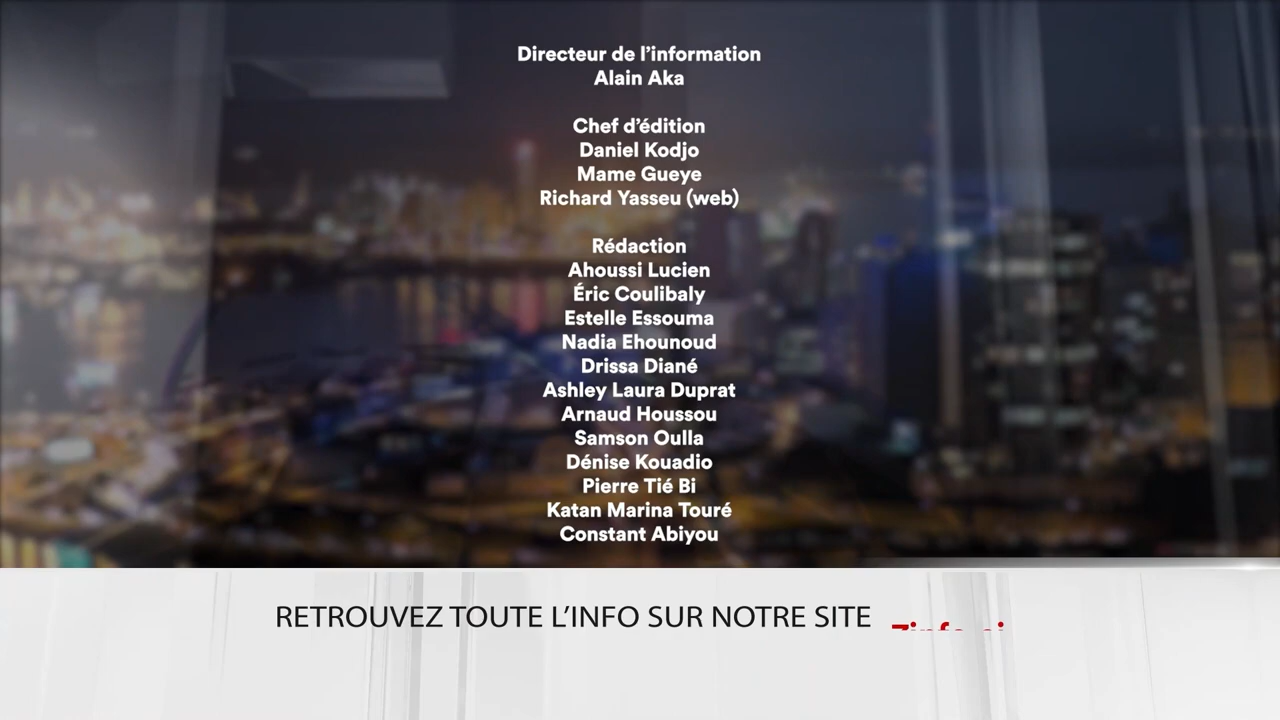 Directeur de l’information
Alain Aka
Chef d’édition
Daniel Kodjo
Mame Gueye
Richard Yasseu (web)
Rédaction
Ahoussi Lucien
Éric Coulibaly
Estelle Essouma
Nadia Ehounoud
Drissa Diané
Ashley Laura Duprat
Arnaud Houssou
Samson Oulla
Dénise Kouadio
Pierre Tié Bi
Katan Marina Touré
Constant Abiyou
RETROUVEZ TOUTE L’INFO SUR NOTRE SITE